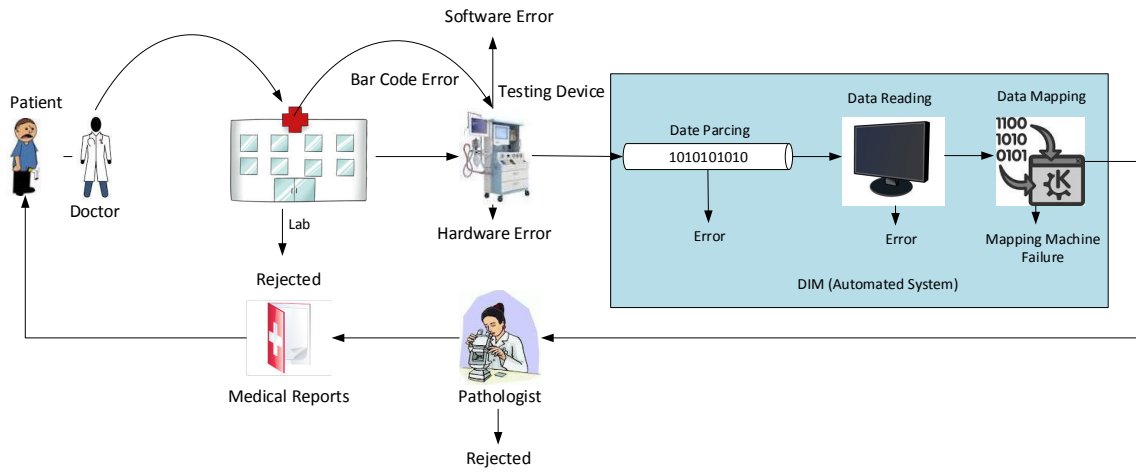 Software Error
Bar Code Error
Testing Device
Patient
Doctor
Lab
Rejected
Hardware Error
Date Parcing
1010101010
Error
Data Reading
Error
Data Mapping
1100
1010
0101
K
Mapping Machine
Failure
DIM (Automated System)
Medical Reports
Pathologist
Rejected